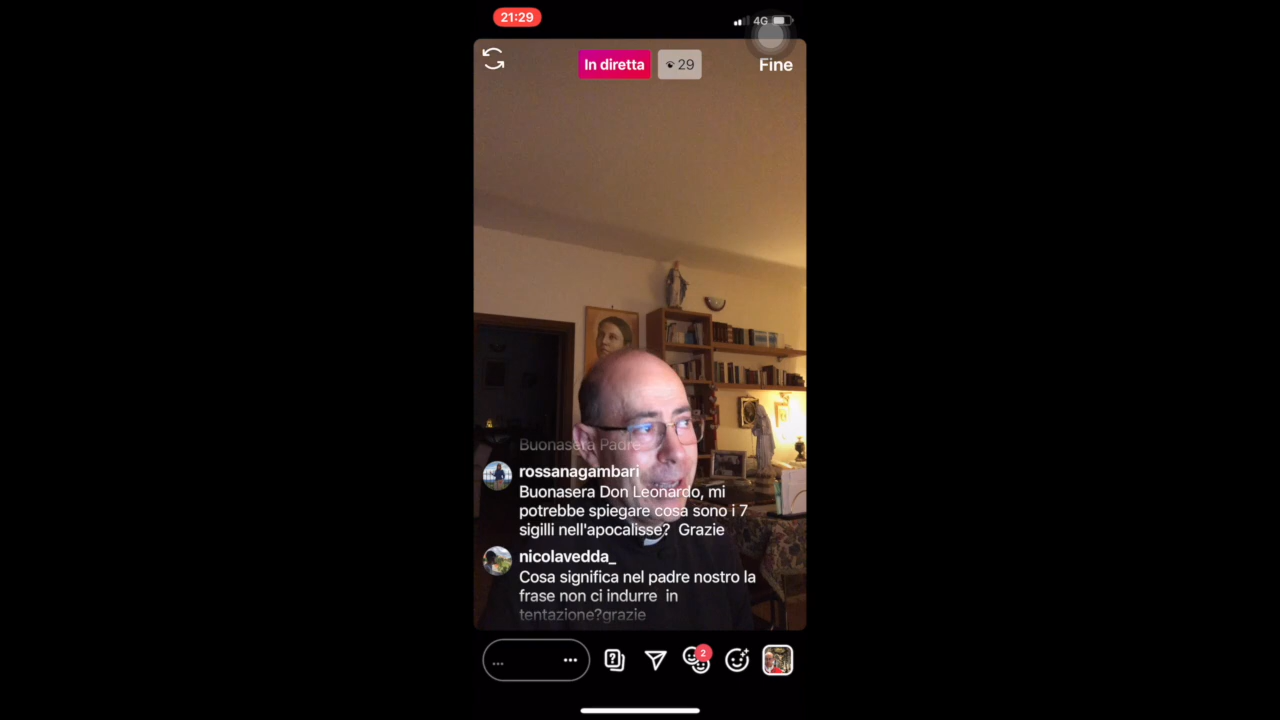 21:29
4G
In diretta
29
Fine
Buonasera Padre
rossanagambari
Buonasera Don Leonardo, mi
potrebbe spiegare cosa sono i 7
sigilli nell'apocalisse? Grazie
nicolavedda_
Cosa significa nel padre nostro la
frase non ci indurre in
tentazione?grazie
...
2